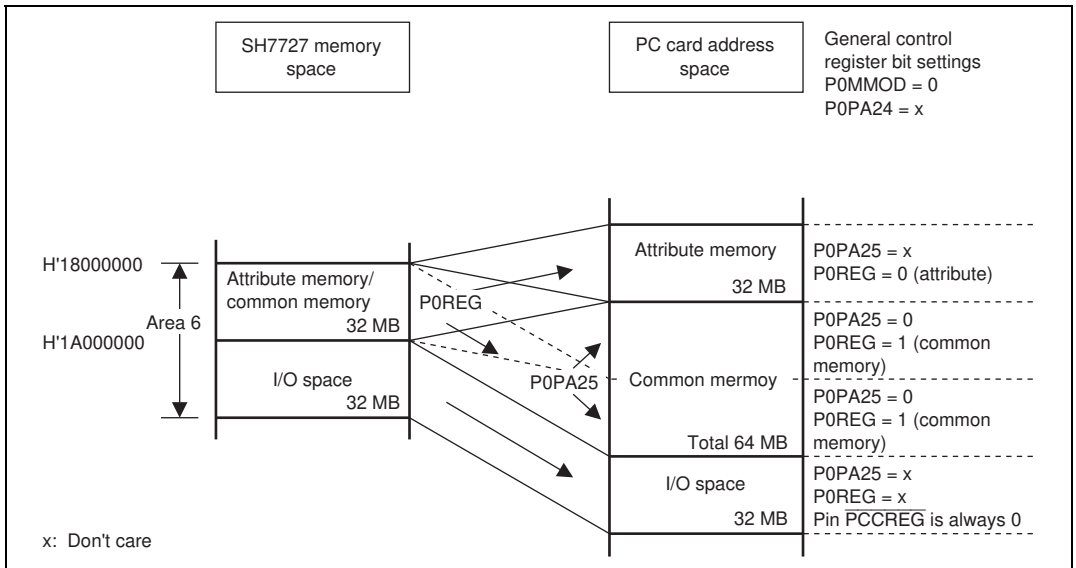 SH7727 memory
space
PC card address
space
General control
register bit settings
P0MMOD = 0
P0PA24 = x
H'18000000
Area 6
H'1A000000
Attribute memory/
common memory
32 MB
I/O space
32 MB
P0REG
P0PA25
Attribute memory
32 MB
Common mermoy
Total 64 MB
I/O space
32 MB
P0PA25 = x
P0REG = 0 (attribute)
P0PA25 = 0
P0REG = 1 (common
memory)
P0PA25 = 0
P0REG = 1 (common
memory)
P0PA25 = x
P0REG = x
Pin PCCREG is always 0
x: Don't care